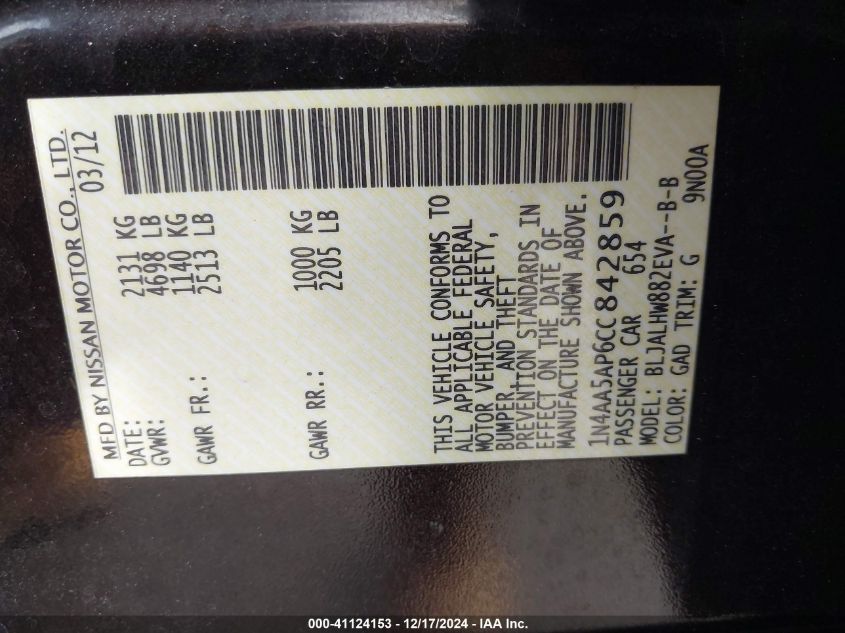 MFD BY NISSAN MOTOR CO., LTD.
DATE: 03/12
GVWR: 2131 KG
4698 LB
GAWR FR.: 1140 KG
2513 LB
GAWR RR.: 1000 KG
2205 LB
THIS VEHICLE CONFORMS TO
ALL APPLICABLE FEDERAL
MOTOR VEHICLE SAFETY,
BUMPER, AND THEFT
PREVENTION STANDARDS IN
EFFECT ON THE DATE OF
MANUFACTURE SHOWN ABOVE.
1N4AA5AP6CC842859
PASSENGER CAR 654
MODEL: BLJALHW882EVA--B-B
COLOR: GAD TRIM: G 9N00A
000-41124153 - 12/17/2024 - IAA Inc.